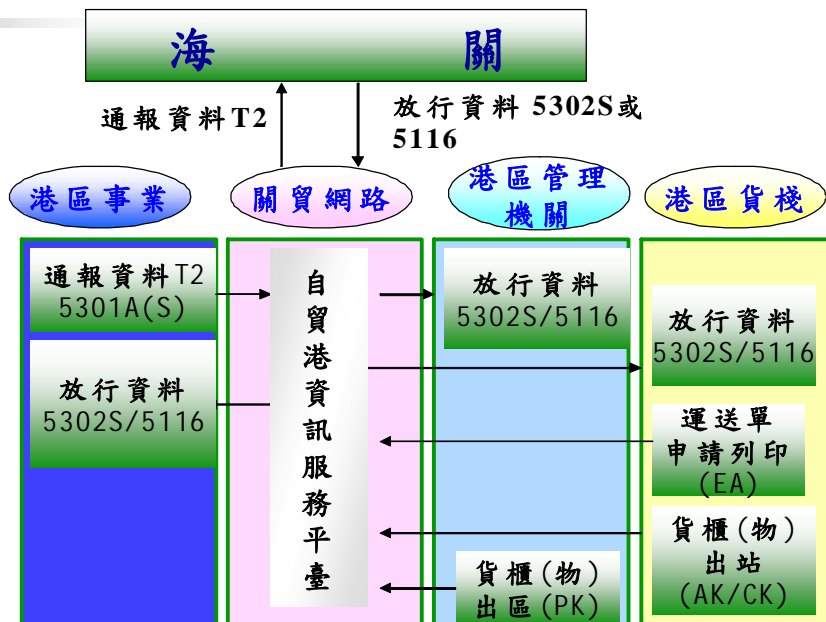 海 關
通報資料T2
放行資料 5302S或
5116
港區事業
關貿網路
港區管理
機關
港區貨棧
通報資料T2
5301A(S)
放行資料
5302S/5116
自
貿
港
資
訊
服
務
平
臺
放行資料
5302S/5116
貨櫃(物)
出區(PK)
放行資料
5302S/5116
運送單
申請列印
(EA)
貨櫃(物)
出站
(AK/CK)